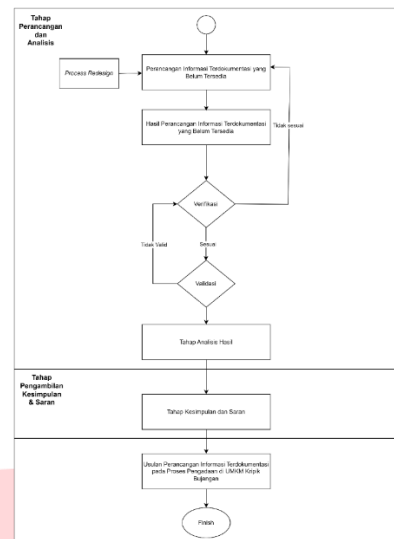 Tahap
Perancangan
dan
Analisis
Process Redesign
Perancangan Informasi Terdokumentasi yang
Belum Tersedia
Hasil Perancangan Informasi Terdokumentasi
yang Belum Tersedia
Tidak sesuai
Verifikasi
Tidak Valid
Sesuai
Validasi
Tahap Analisis Hasil
Tahap
Pengambilan
Kesimpulan
& Saran
Tahap Kesimpulan dan Saran
Usulan Perancangan Informasi Terdokumentasi
pada Proses Pengadaan di UMKM Kripik
Bujangan
Finish